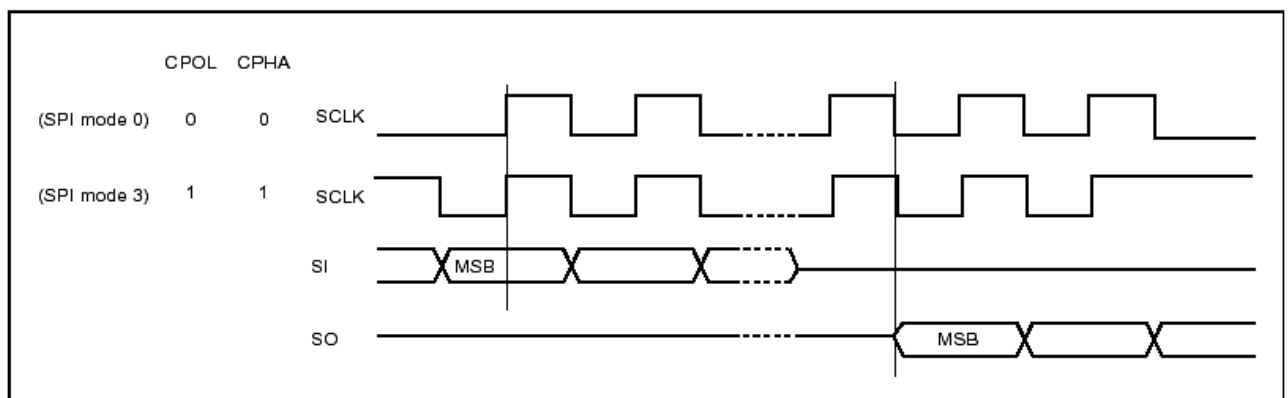 CPOL CPHA
(SPI mode 0) 0 0 SCLK
(SPI mode 3) 1 1 SCLK
SI MSB
SO MSB